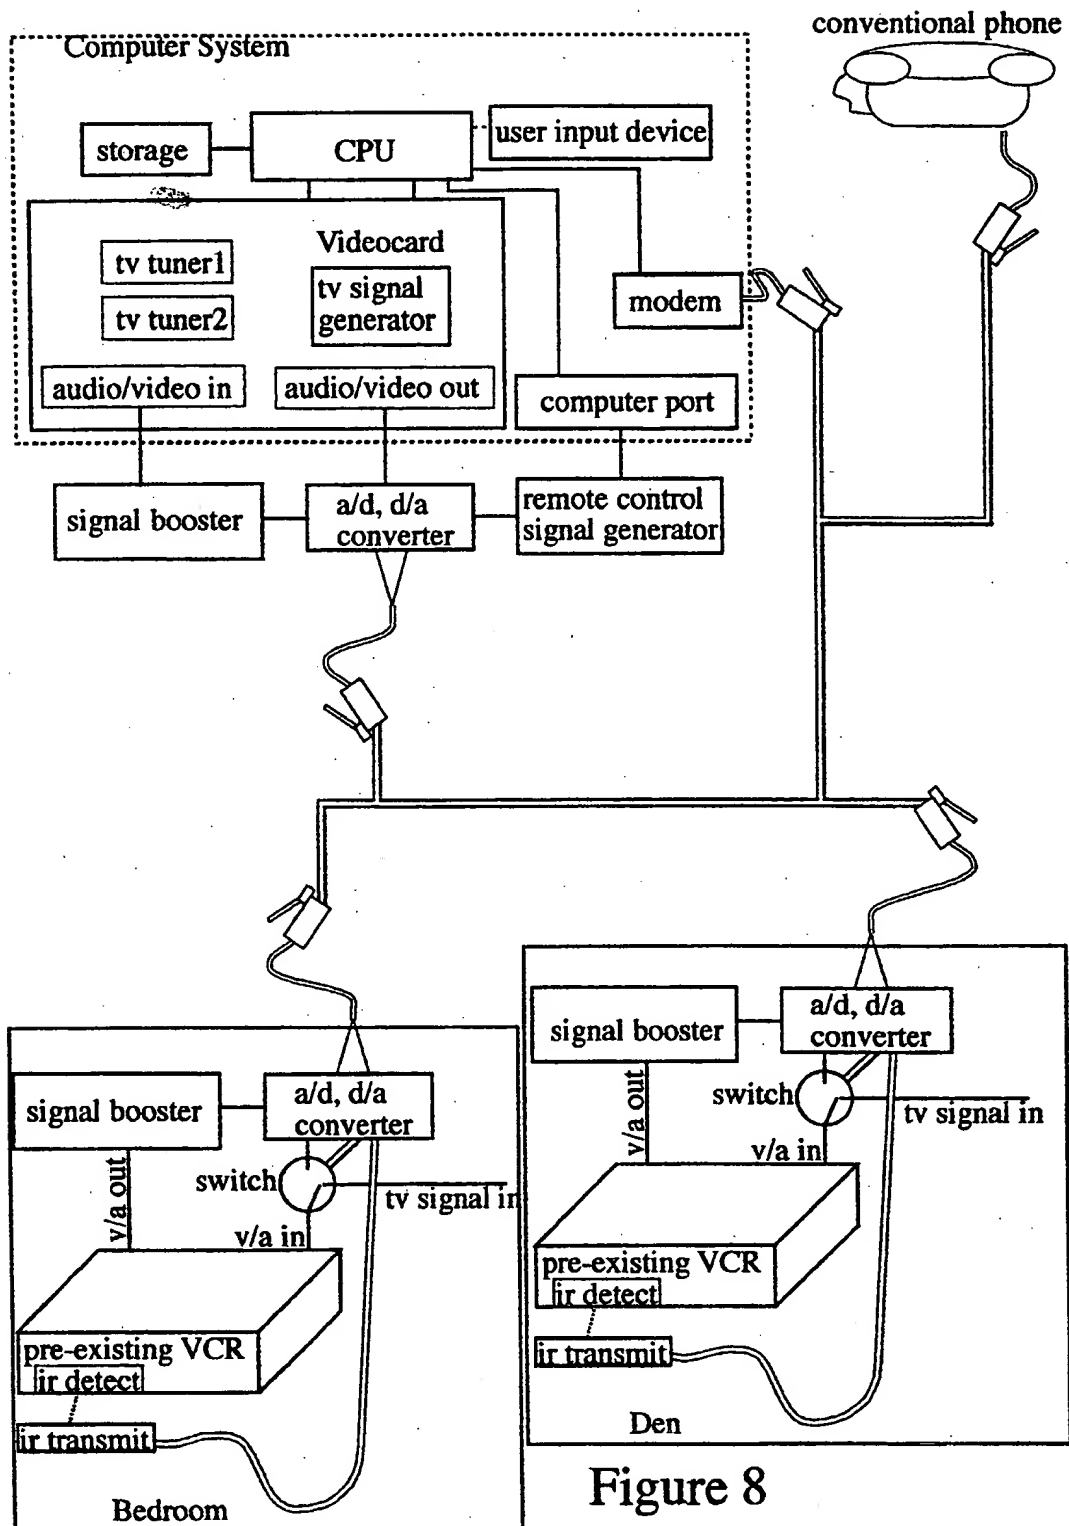 conventional phone
Computer System
storage
CPU
user input device
Videocard
tv tuner1
tv signal
generator
tv tuner2
modem
audio/video in
audio/video out
computer port
signal booster
a/d, d/a
converter
remote control
signal generator
signal booster
a/d, d/a
converter
switch
tv signal in
v/a out
v/a in
pre-existing VCR
ir detect
ir transmit
Den
signal booster
a/d, d/a
converter
switch
tv signal in
v/a out
v/a in
pre-existing VCR
ir detect
ir transmit
Bedroom
Figure 8